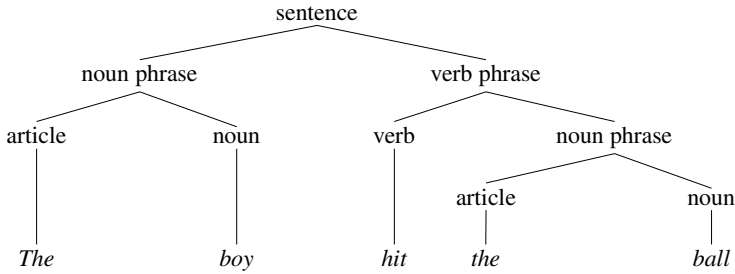 sentence
noun phrase verb phrase
article noun verb noun phrase
article noun
The boy hit the ball